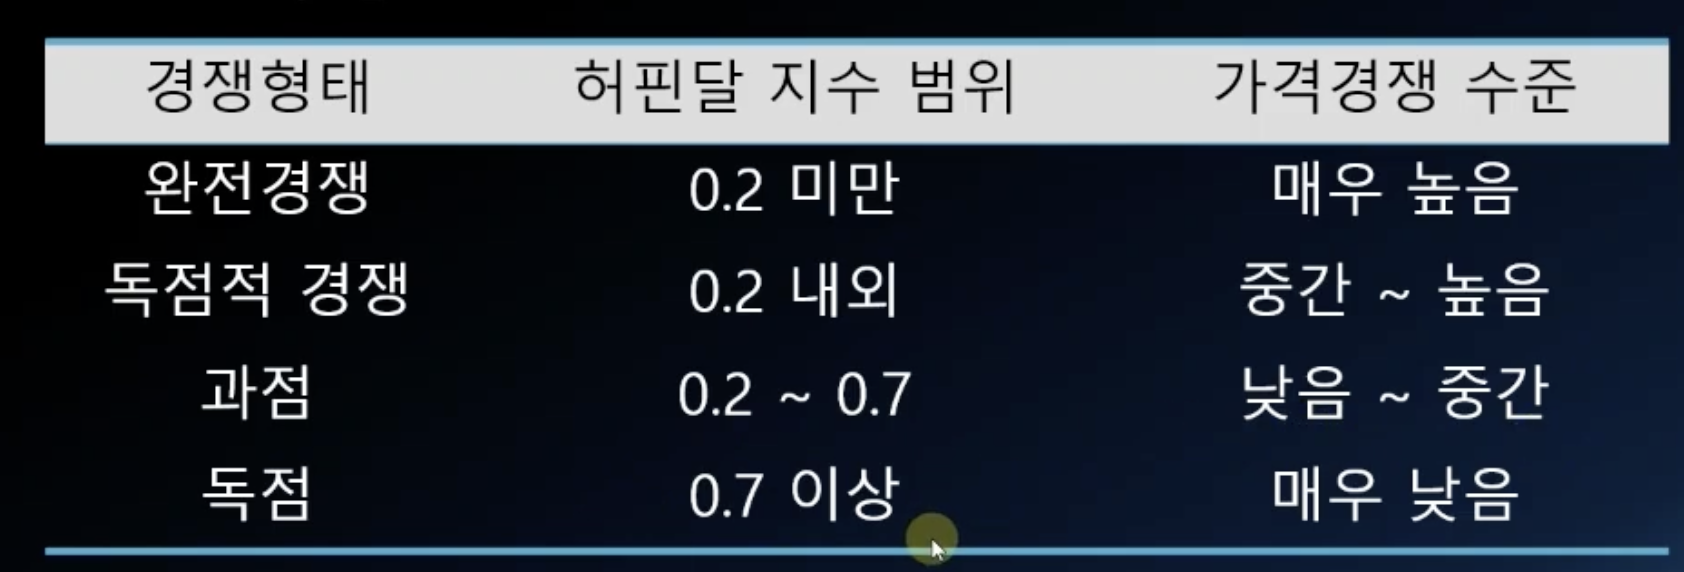 경쟁형태 허핀달 지수 범위 가격경쟁 수준
완전경쟁 0.2 미만 매우 높음
독점적 경쟁 0.2 내외 중간 ~ 높음
과점 0.2 ~ 0.7 낮음 ~ 중간
독점 0.7 이상 매우 낮음